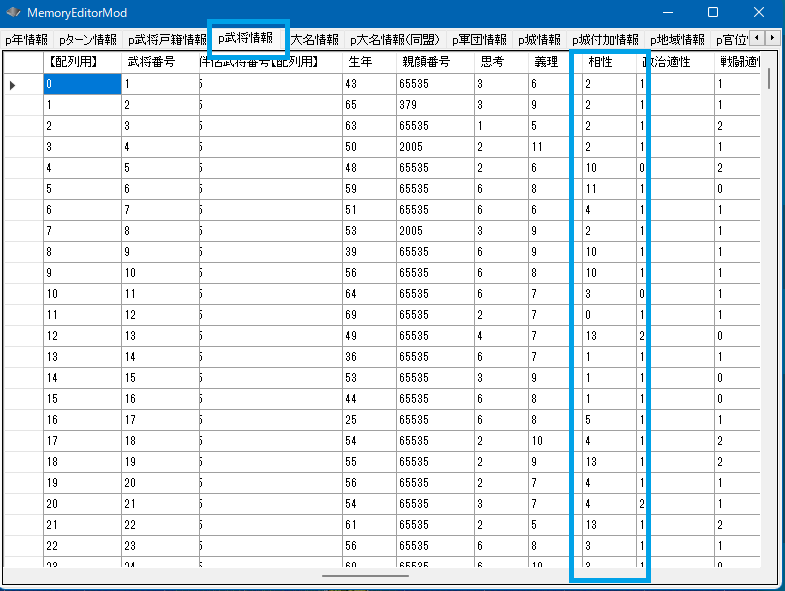 MemoryEditorMod
p年情報 pターン情報 p武将戸籍情報 p武将情報 大名情報 p大名情報(同盟) p軍団情報 p城情報 p城付加情報 p地域情報 p官位
【配列用】 武将番号 武将番号【配列用】 生年 親顔番号 思考 義理 相性 政治適性 戦闘適性
0 1 5 43 65535 3 6 2 1 1
1 2 5 65 379 3 9 2 1 1
2 3 5 63 65535 1 5 2 1 2
3 4 5 50 2005 2 11 2 1 1
4 5 5 48 65535 2 6 10 0 2
5 6 5 59 65535 6 8 11 1 0
6 7 5 51 65535 6 6 4 1 1
7 8 5 53 2005 3 9 2 1 1
8 9 5 39 65535 6 9 10 1 1
9 10 5 56 65535 6 8 10 1 1
10 11 5 64 65535 6 7 3 0 1
11 12 5 69 65535 2 7 0 1 1
12 13 5 49 65535 4 7 13 2 0
13 14 5 36 65535 6 7 1 1 1
14 15 5 53 65535 3 9 1 1 0
15 16 5 44 65535 6 8 1 1 0
16 17 5 25 65535 6 8 5 1 1
17 18 5 54 65535 2 10 4 1 2
18 19 5 55 65535 2 9 13 1 2
19 20 5 56 65535 2 7 4 1 1
20 21 5 54 65535 3 7 4 2 1
21 22 5 61 65535 2 5 13 1 2
22 23 5 56 65535 6 8 3 1 1
23 24 5 60 65535 6 10 3 1